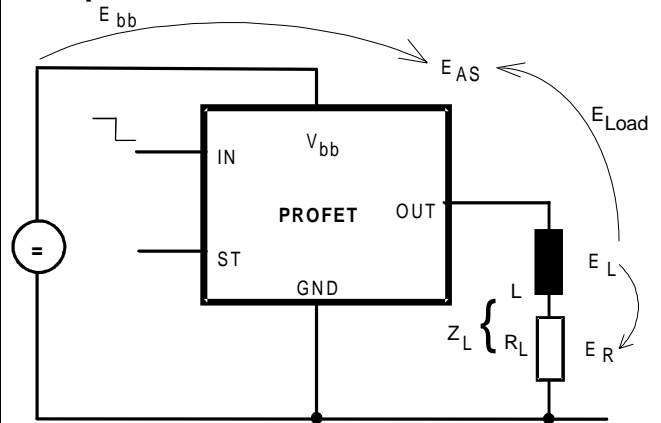 E bb
E AS
E Load
V bb
IN
PROFET
OUT
=
ST
E L
GND
L
Z L { R L
E R